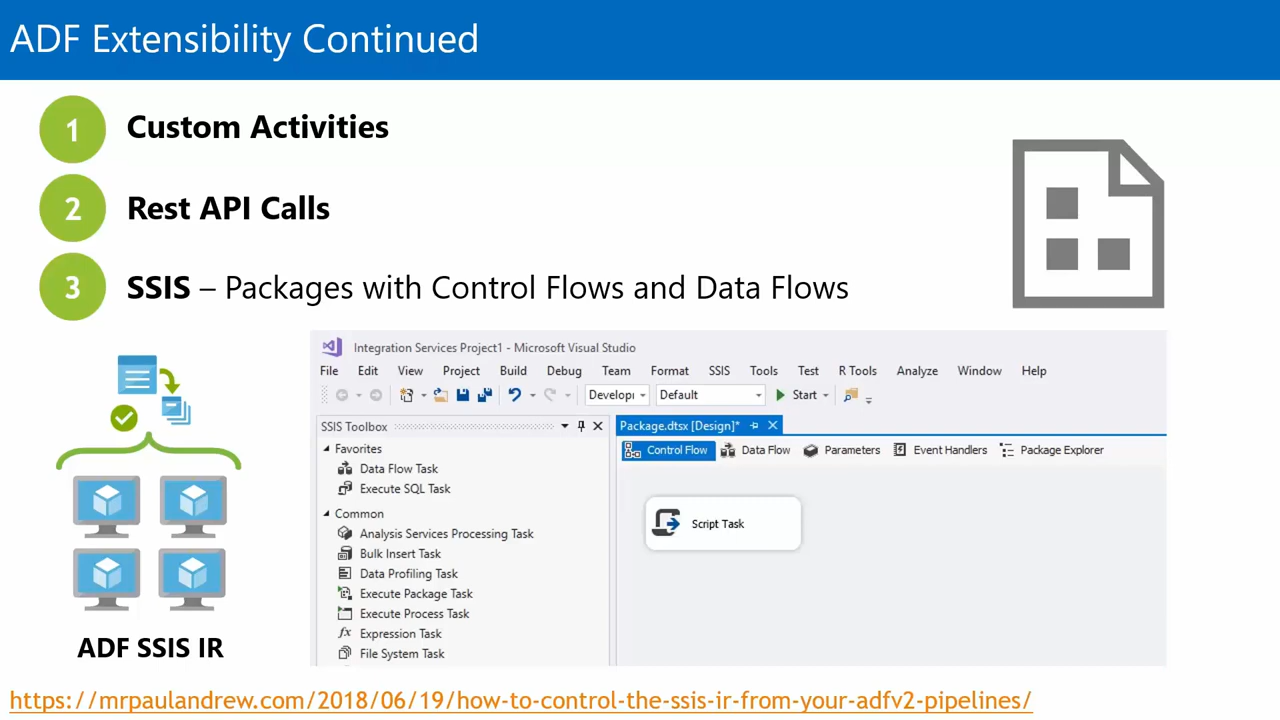 ADF Extensibility Continued
1 Custom Activities
2 Rest API Calls
3 SSIS – Packages with Control Flows and Data Flows
ADF SSIS IR
Integration Services Project1 - Microsoft Visual Studio
File Edit View Project Build Debug Team Format SSIS Tools Test R Tools Analyze Window Help
Develop Default Start
SSIS Toolbox
Favorites
Data Flow Task
Execute SQL Task
Common
Analysis Services Processing Task
Bulk Insert Task
Data Profiling Task
Execute Package Task
Execute Process Task
fx Expression Task
File System Task
Package.dtsx [Design]*
Control Flow Data Flow Parameters Event Handlers Package Explorer
Script Task
https://mrpaulandrew.com/2018/06/19/how-to-control-the-ssis-ir-from-your-adfv2-pipelines/